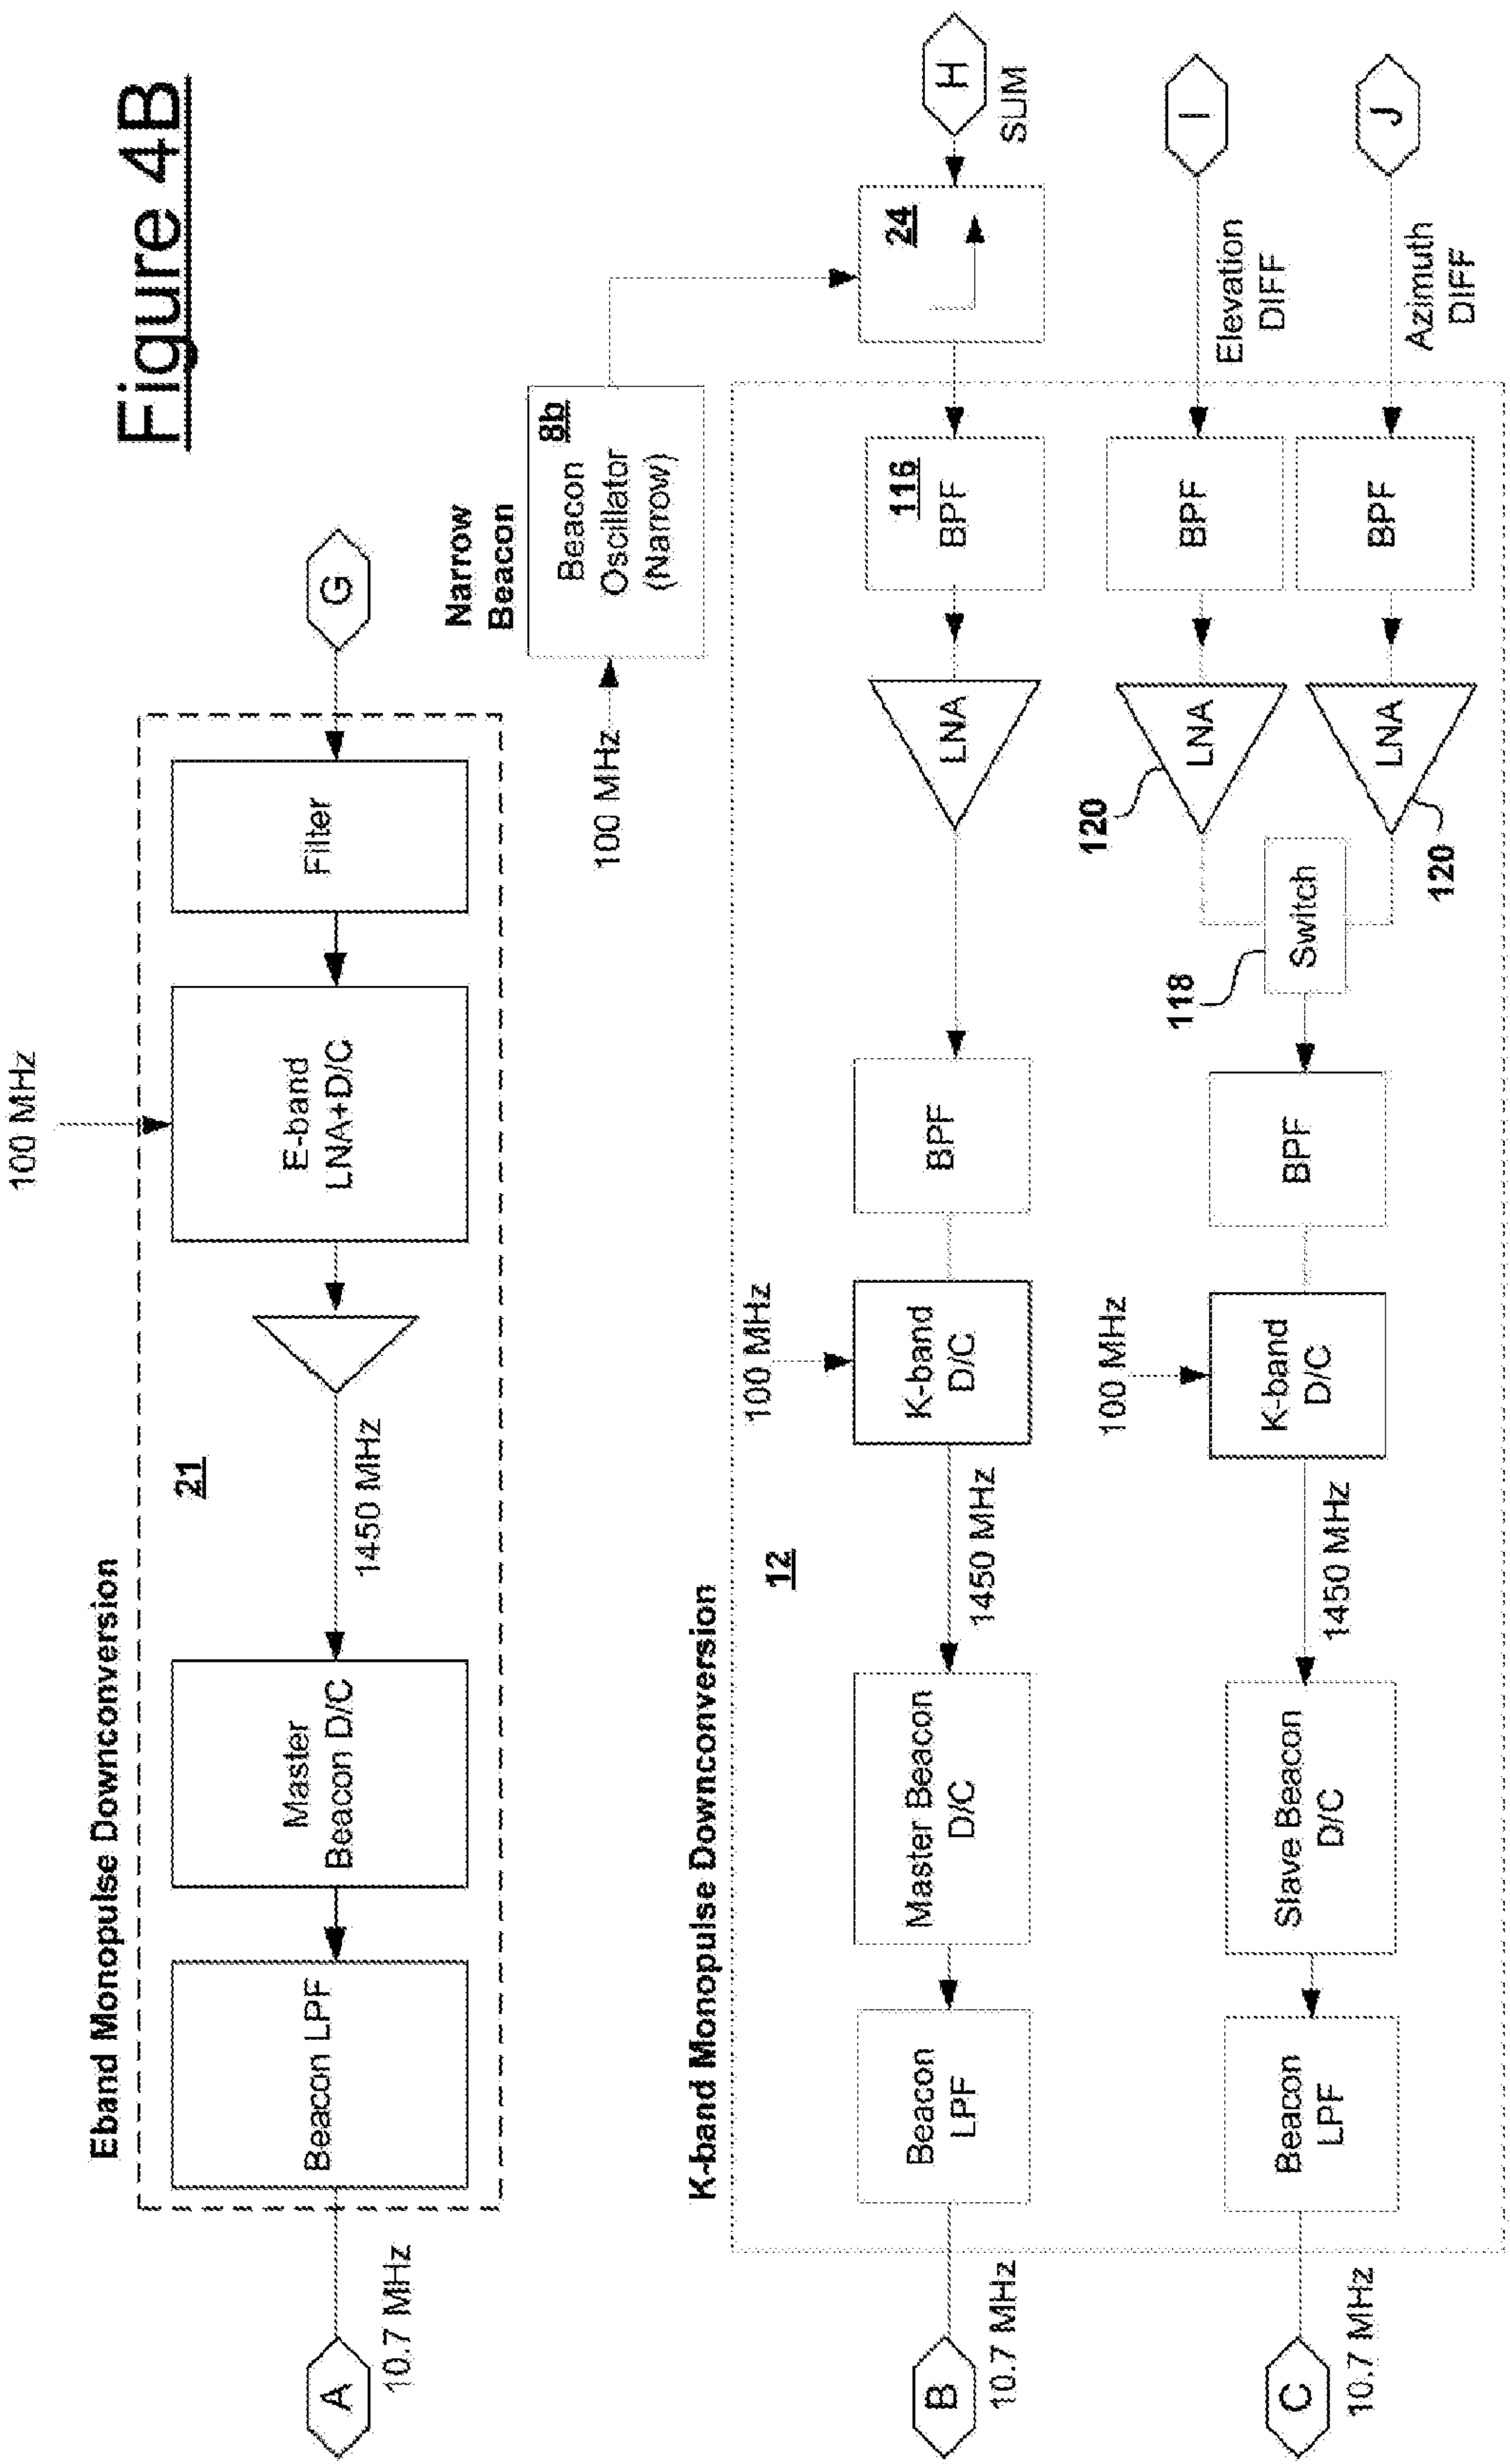 Figure 4B
Eband Monopulse Downconversion
21
100 MHz
A
10.7 MHz
Beacon LPF
Master
Beacon D/C
1450 MHz
E-band
LNA+D/C
Filter
G
Narrow
Beacon
100 MHz
8b
Beacon
Oscillator
(Narrow)
K-band Monopulse Downconversion
12
B
10.7 MHz
Beacon
LPF
Master Beacon
D/C
1450 MHz
100 MHz
K-band
D/C
BPF
LNA
116
BPF
24
H
SUM
C
10.7 MHz
Beacon
LPF
Slave Beacon
D/C
1450 MHz
100 MHz
K-band
D/C
BPF
118
Switch
120
LNA
BPF
Elevation
DIFF
I
120
LNA
BPF
Azimuth
DIFF
J